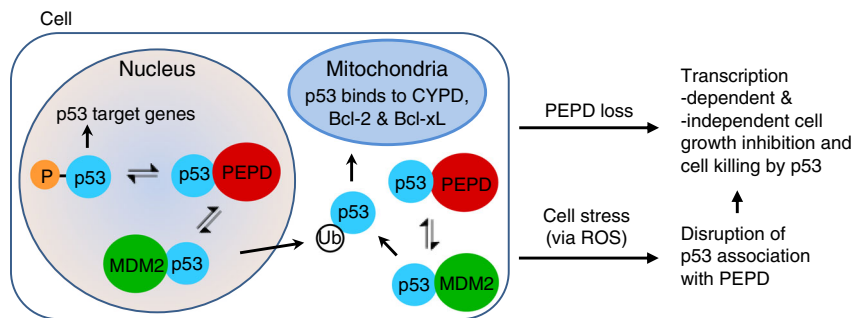 Cell
Nucleus
p53 target genes
P
p53
p53
PEPD
MDM2
p53
Mitochondria
p53 binds to CYPD,
Bcl-2 & Bcl-xL
p53
Ub
p53
PEPD
p53
MDM2
PEPD loss
Cell stress
(via ROS)
Transcription
-dependent &
-independent cell
growth inhibition and
cell killing by p53
Disruption of
p53 association
with PEPD